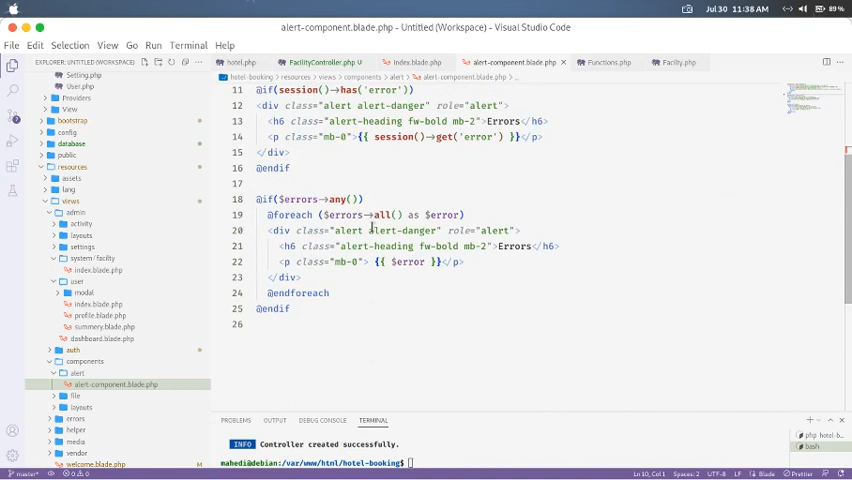 Jul 30 11:38 AM
89 %
alert-component.blade.php - Untitled (Workspace) - Visual Studio Code
File Edit Selection View Go Run Terminal Help
EXPLORER: UNTITLED (WORKSPACE)
Setting.php
User.php
Providers
View
bootstrap
config
database
public
resources
assets
lang
views
admin
activity
layouts
settings
system/facility
index.blade.php
user
modal
index.blade.php
profile.blade.php
summery.blade.php
dashboard.blade.php
auth
components
alert
alert-component.blade.php
file
layouts
errors
helper
media
vendor
welcome.blade.php
hotel.php FacilityController.php U index.blade.php alert-component.blade.php Functions.php Facilty.php
hotel-booking > resources > views > components > alert > alert-component.blade.php > ...
11 @if(session()->has('error'))
12 <div class="alert alert-danger" role="alert">
13 <h6 class="alert-heading fw-bold mb-2">Errors</h6>
14 <p class="mb-0">{{ session()->get('error') }}</p>
15 </div>
16 @endif
17
18 @if($errors->any())
19 @foreach ($errors->all() as $error)
20 <div class="alert alert-danger" role="alert">
21 <h6 class="alert-heading fw-bold mb-2">Errors</h6>
22 <p class="mb-0"> {{ $error }}</p>
23 </div>
24 @endforeach
25 @endif
26
PROBLEMS OUTPUT DEBUG CONSOLE TERMINAL
INFO Controller created successfully.
mahedi@debian:/var/www/html/hotel-booking$
php hotel-b...
bash
master* 0 0 Ln 10, Col 1 Spaces: 2 UTF-8 LF Blade Prettier